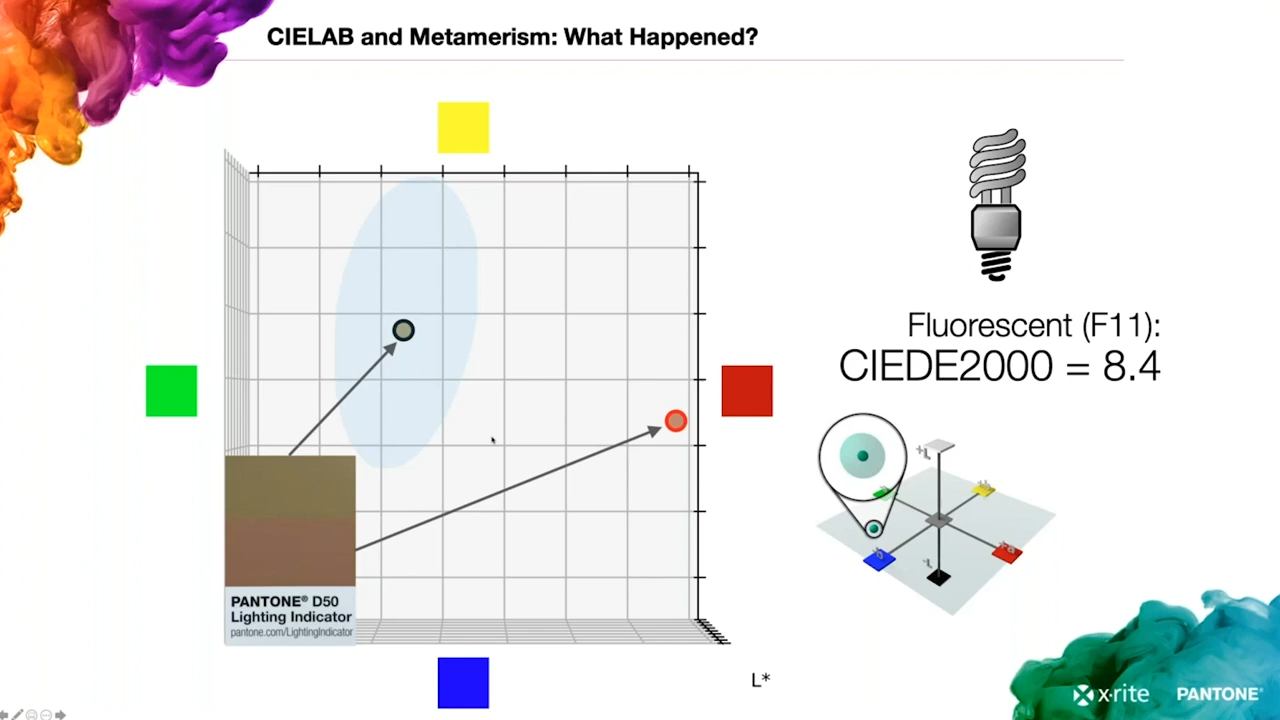 CIELAB and Metamerism: What Happened?
Fluorescent (F11):
CIEDE2000 = 8.4
+L
-L
PANTONE® D50
Lighting Indicator
pantone.com/LightingIndicator
L*
x·rite PANTONE®